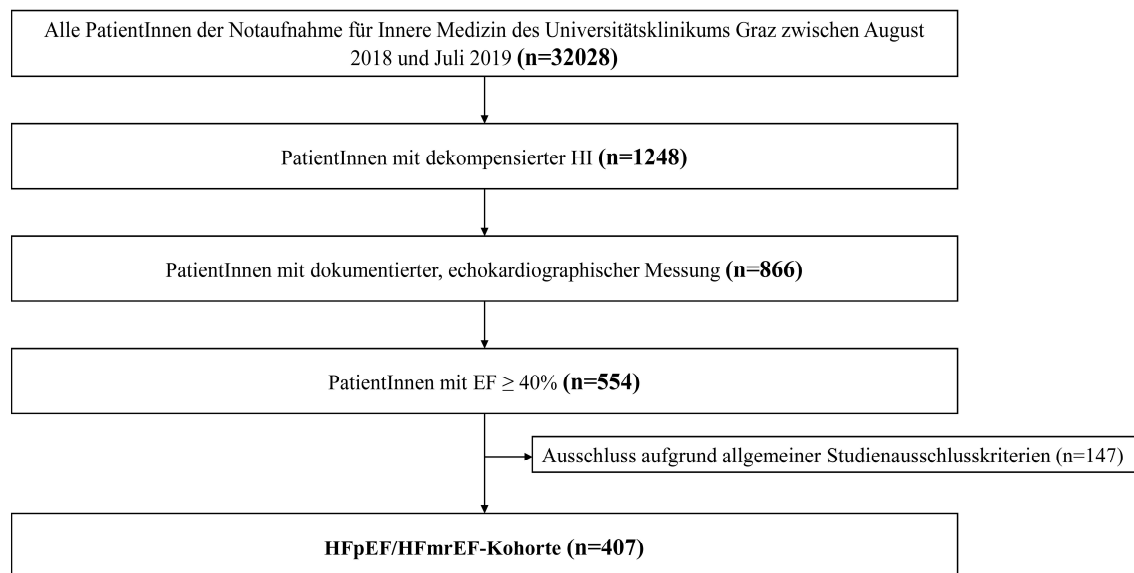 Alle PatientInnen der Notaufnahme für Innere Medizin des Universitätsklinikums Graz zwischen August
2018 und Juli 2019 (n=32028)
PatientInnen mit dekompensierter HI (n=1248)
PatientInnen mit dokumentierter, echokardiographischer Messung (n=866)
PatientInnen mit EF ≥ 40% (n=554)
Ausschluss aufgrund allgemeiner Studienausschlusskriterien (n=147)
HFpEF/HFmrEF-Kohorte (n=407)